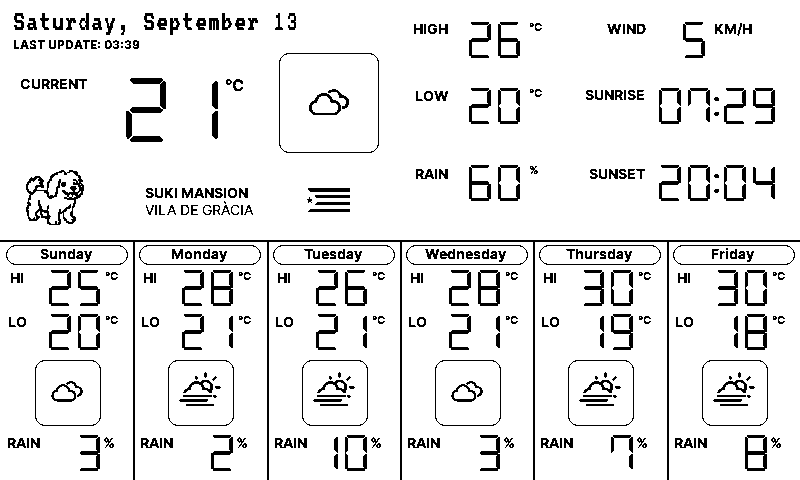 Saturday, September 13
LAST UPDATE: 03:39
CURRENT 21 °C
SUKI MANSION
VILA DE GRÀCIA
HIGH 26 °C
LOW 20 °C
RAIN 60 %
WIND 5 KM/H
SUNRISE 07:29
SUNSET 20:04
Sunday
HI 25 °C
LO 20 °C
RAIN 3 %
Monday
HI 28 °C
LO 21 °C
RAIN 2 %
Tuesday
HI 26 °C
LO 21 °C
RAIN 10 %
Wednesday
HI 28 °C
LO 21 °C
RAIN 3 %
Thursday
HI 30 °C
LO 19 °C
RAIN 7 %
Friday
HI 30 °C
LO 18 °C
RAIN 8 %